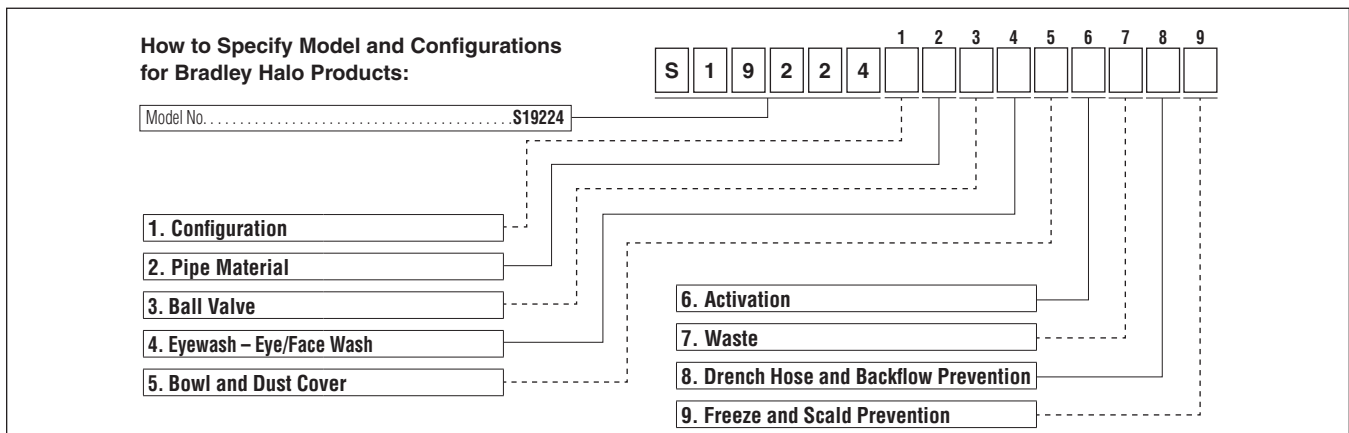 How to Specify Model and Configurations
for Bradley Halo Products:
1 2 3 4 5 6 7 8 9
S 1 9 2 2 4
Model No. . . . . . . . . . . . . . . . . . . . . . . . . . . . . . . . . . . . . . . . . .S19224
1. Configuration
2. Pipe Material
3. Ball Valve
4. Eyewash – Eye/Face Wash
5. Bowl and Dust Cover
6. Activation
7. Waste
8. Drench Hose and Backflow Prevention
9. Freeze and Scald Prevention